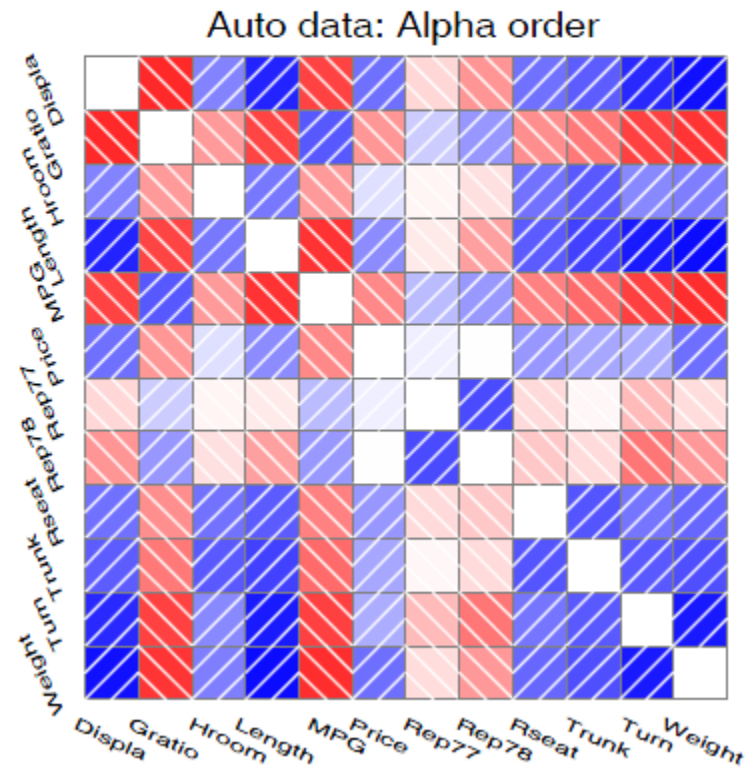 Auto data: Alpha order
Displa
Gratio
Hroom
Length
MPG
Price
Rep77
Rep78
Rseat
Trunk
Turn
Weight
Displa
Gratio
Hroom
Length
MPG
Price
Rep77
Rep78
Rseat
Trunk
Turn
Weight